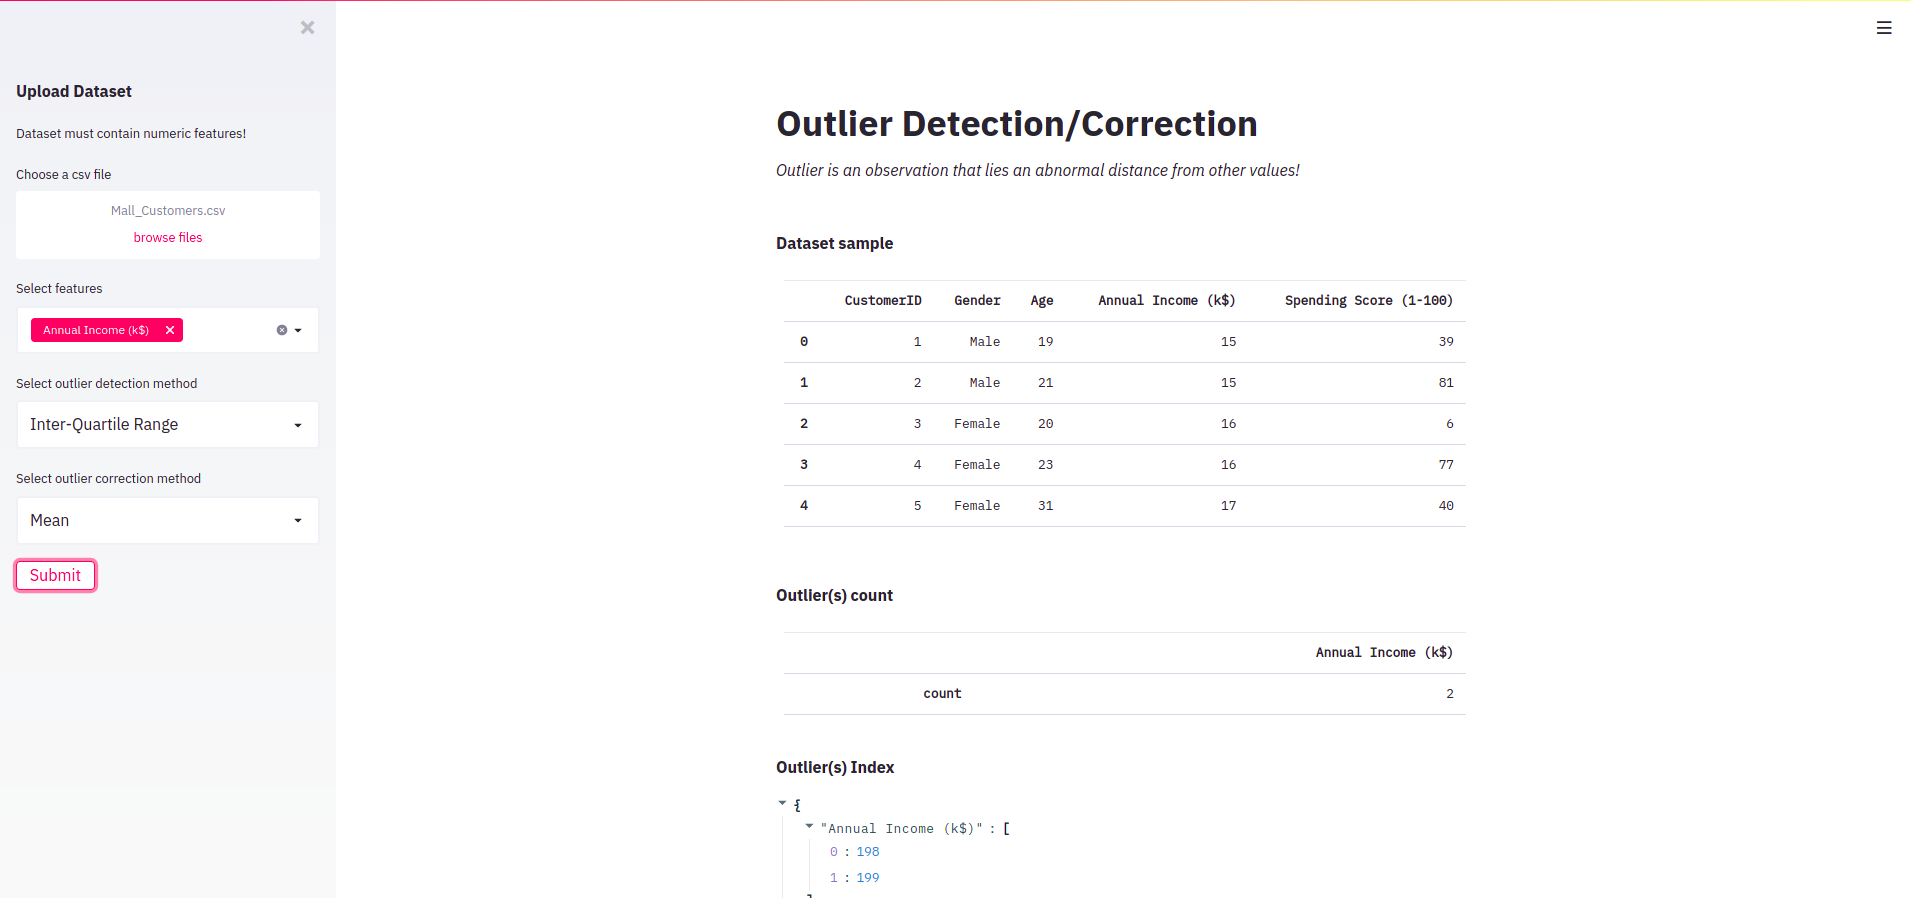 Upload Dataset
Dataset must contain numeric features!
Choose a csv file
Mall_Customers.csv
browse files
Select features
Annual Income (k$)
Select outlier detection method
Inter-Quartile Range
Select outlier correction method
Mean
Submit
Outlier Detection/Correction
Outlier is an observation that lies an abnormal distance from other values!
Dataset sample
CustomerID Gender Age Annual Income (k$) Spending Score (1-100)
0 1 Male 19 15 39
1 2 Male 21 15 81
2 3 Female 20 16 6
3 4 Female 23 16 77
4 5 Female 31 17 40
Outlier(s) count
Annual Income (k$)
count 2
Outlier(s) Index
{
"Annual Income (k$)" : [
0 : 198
1 : 199